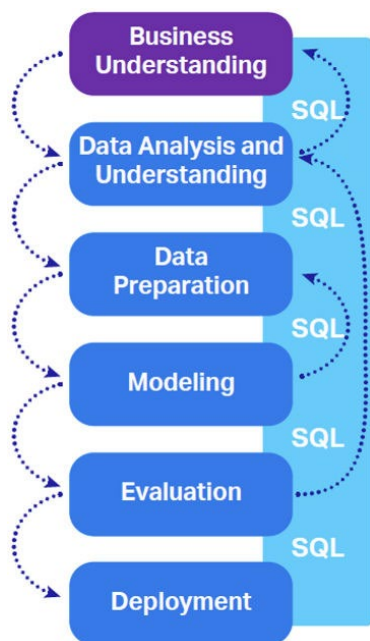 Business
Understanding
SQL
Data Analysis and
Understanding
SQL
Data
Preparation
SQL
Modeling
SQL
Evaluation
SQL
Deployment